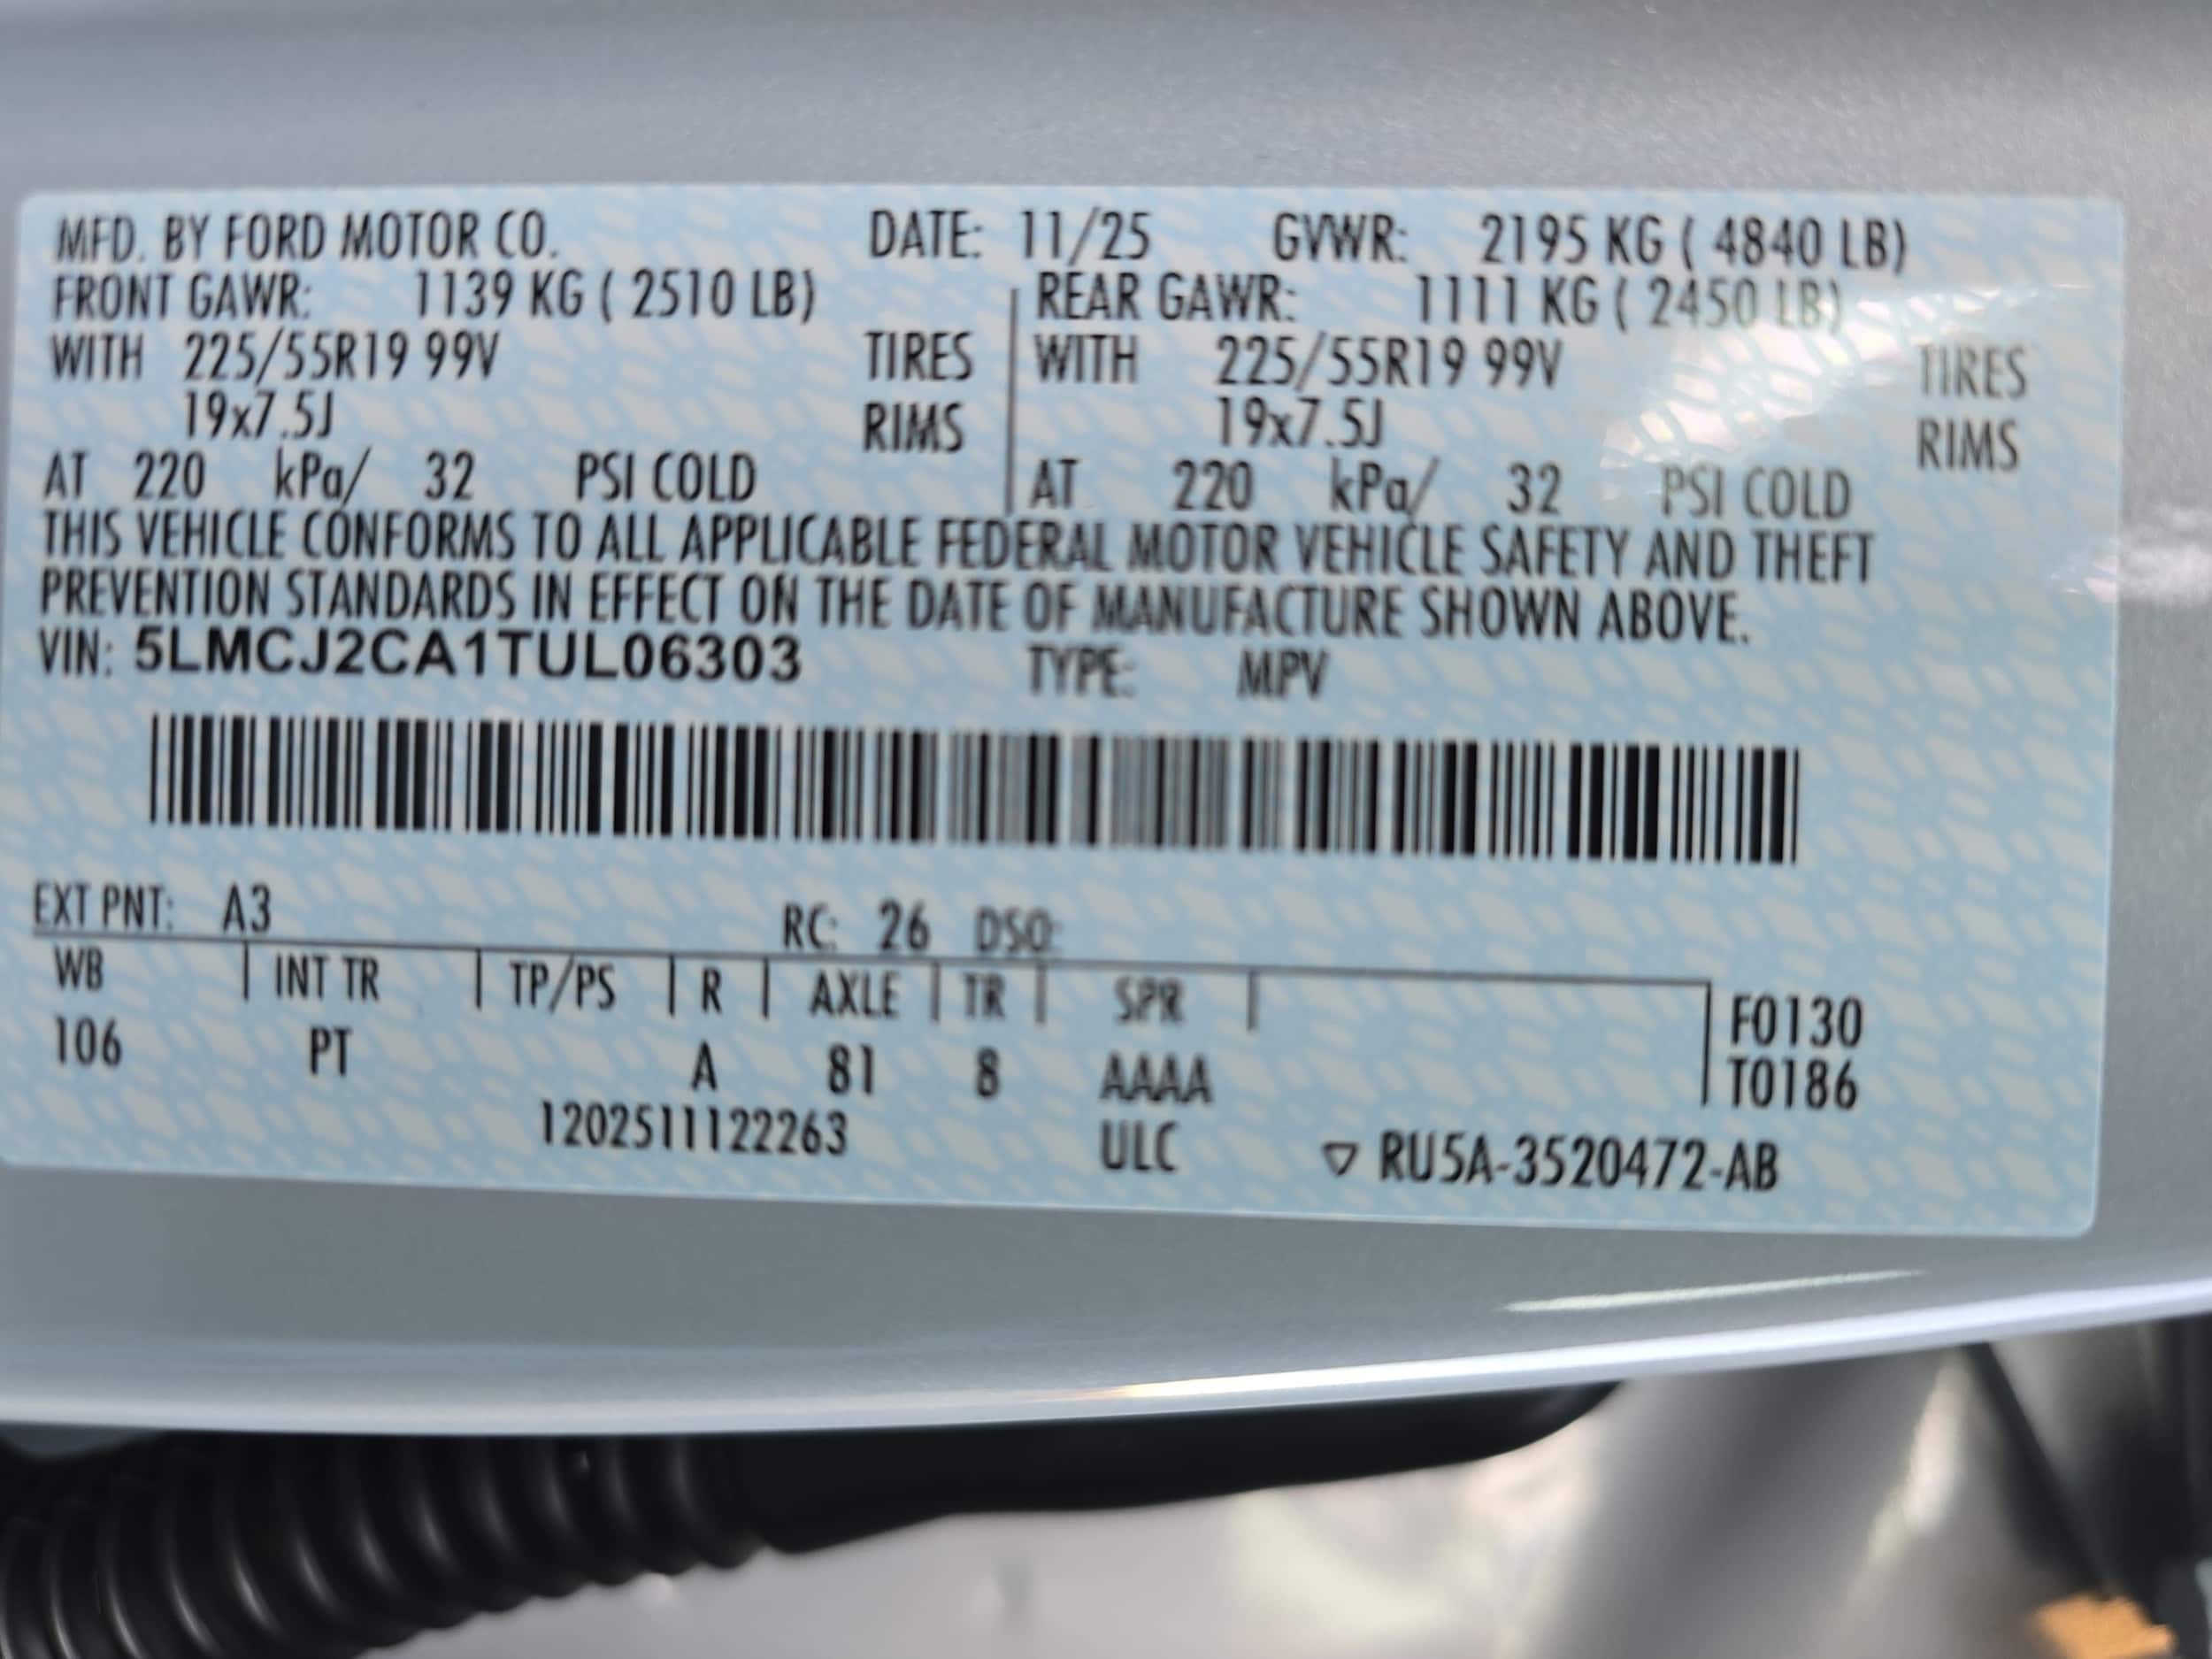 MFD. BY FORD MOTOR CO. DATE: 11/25 GVWR: 2195 KG ( 4840 LB)
FRONT GAWR: 1139 KG ( 2510 LB) REAR GAWR: 1111 KG ( 2450 LB)
WITH 225/55R19 99V TIRES WITH 225/55R19 99V TIRES
19x7.5J RIMS 19x7.5J RIMS
AT 220 kPa/ 32 PSI COLD AT 220 kPa/ 32 PSI COLD
THIS VEHICLE CONFORMS TO ALL APPLICABLE FEDERAL MOTOR VEHICLE SAFETY AND THEFT
PREVENTION STANDARDS IN EFFECT ON THE DATE OF MANUFACTURE SHOWN ABOVE.
VIN: 5LMCJ2CA1TUL06303 TYPE: MPV
EXT PNT: A3 RC: 26 DSO:
WB INT TR TP/PS R AXLE TR SPR F0130
106 PT A 81 8 AAAA T0186
1202511122263 ULC ▽ RU5A-3520472-AB